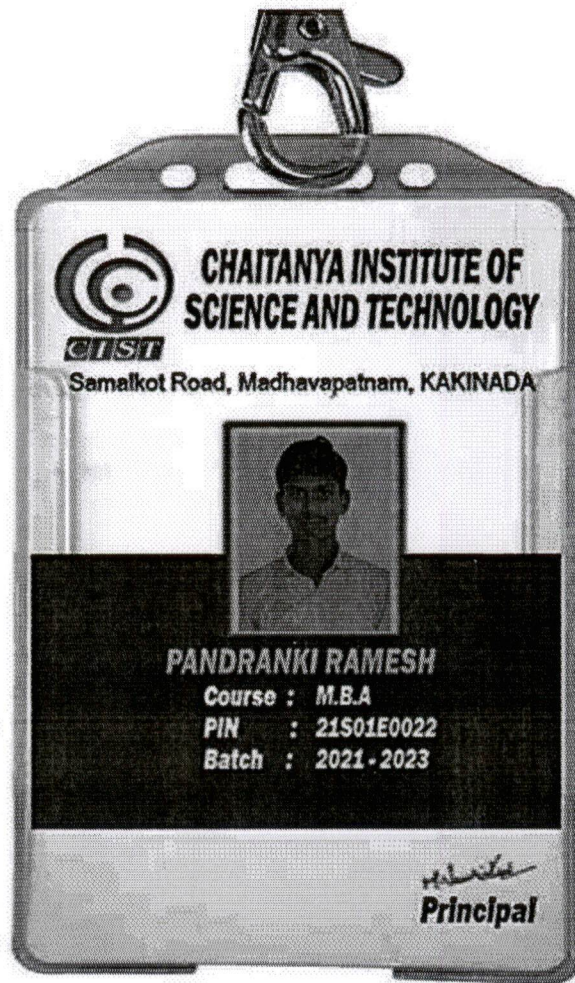 CHAITANYA INSTITUTE OF
SCIENCE AND TECHNOLOGY
CIST
Samalkot Road, Madhavapatnam, KAKINADA
PANDRANKI RAMESH
Course : M.B.A
PIN : 21S01E0022
Batch : 2021-2023
Principal